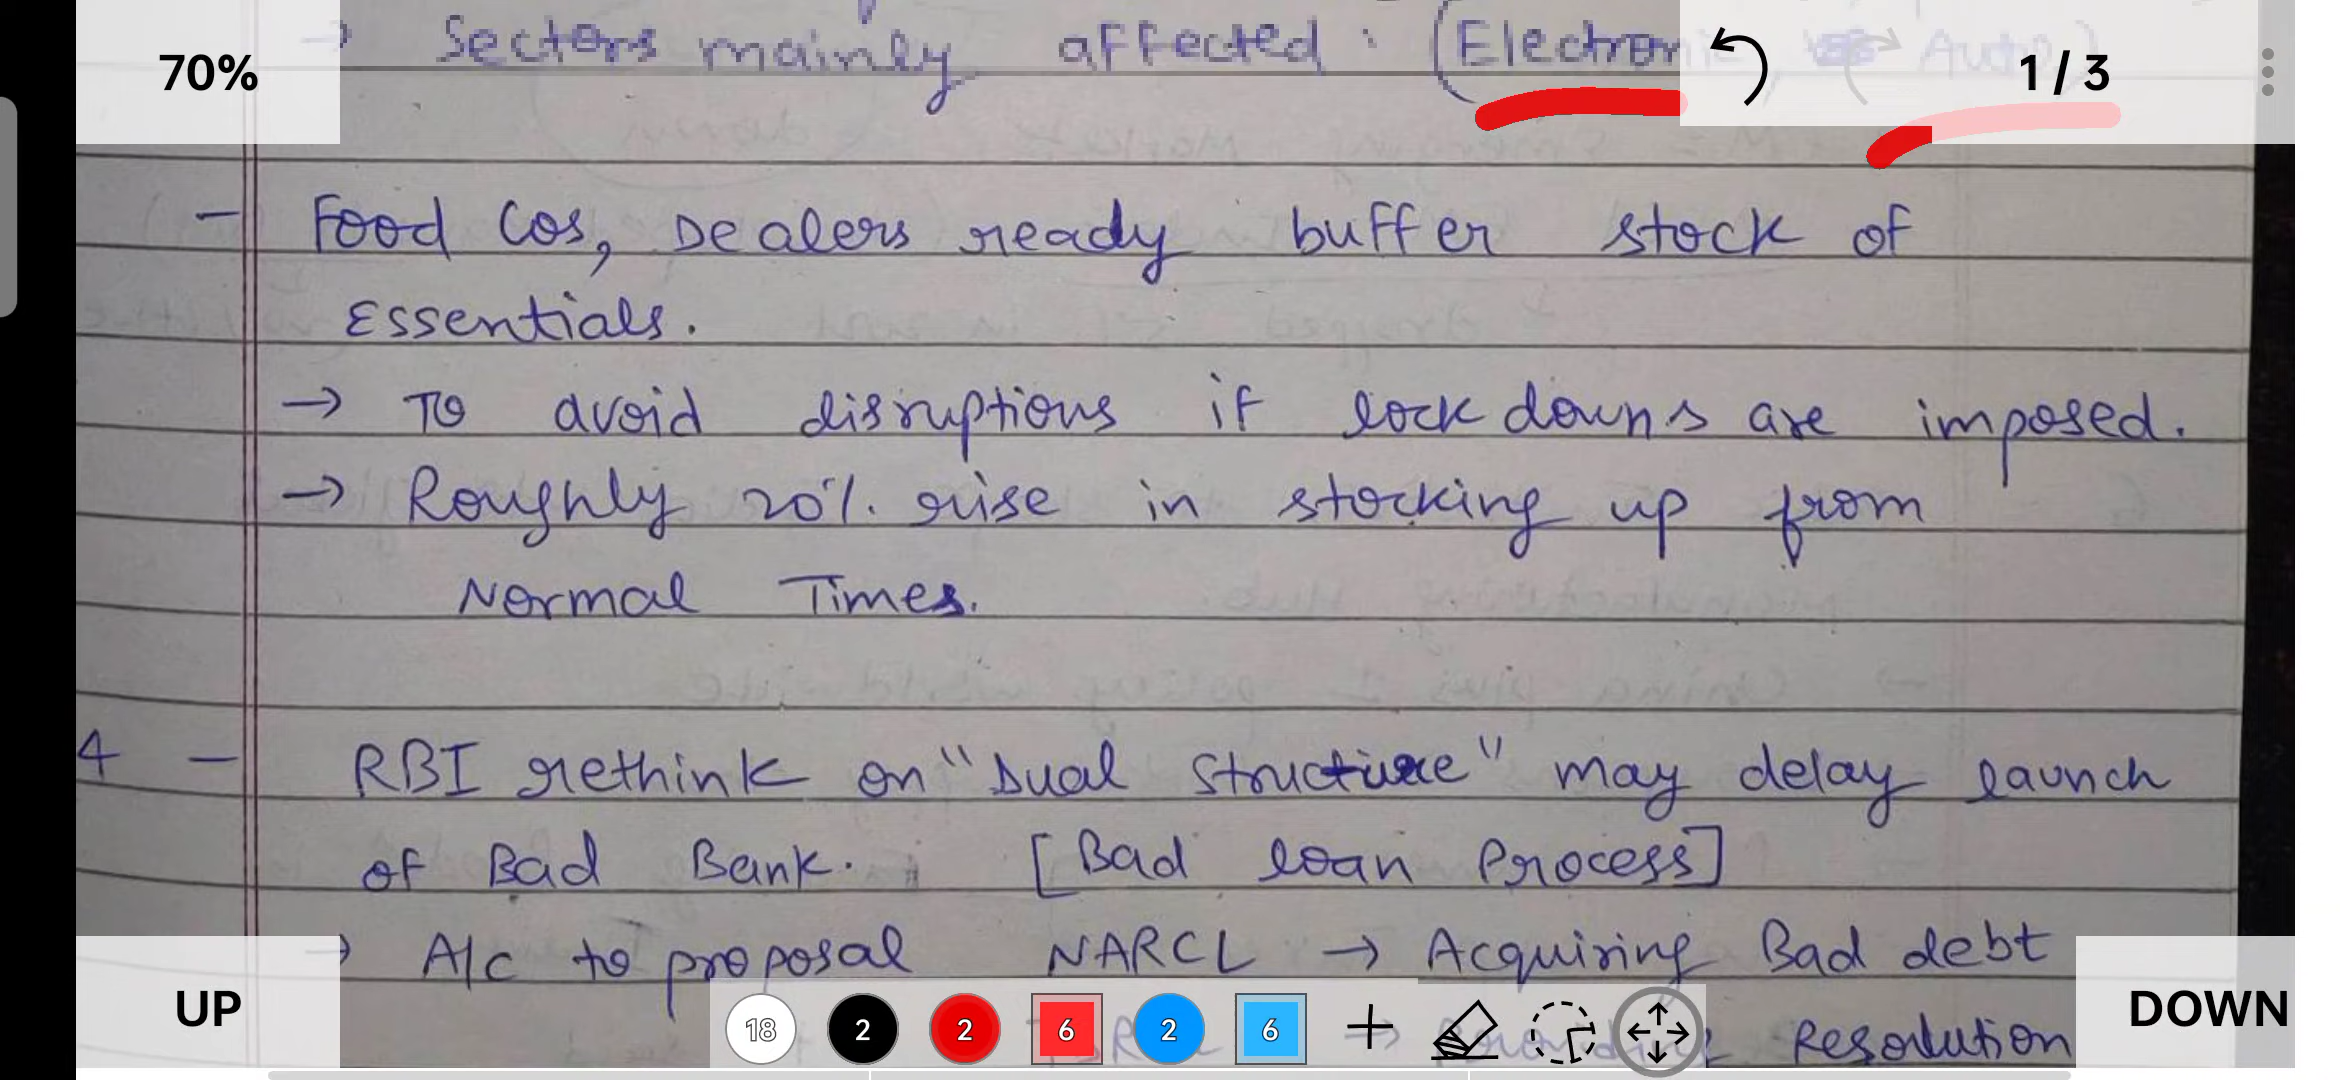 70%
→ Sectors mainly affected : (Electronic, Auto)
1 / 3
- Food Cos, Dealers ready buffer stock of
Essentials.
→ To avoid disruptions if lockdowns are imposed.
→ Roughly 20% rise in stocking up from
Normal Times.
4 - RBI rethink on "Dual Structure" may delay launch
of Bad Bank. [Bad loan Process]
→ A/c to proposal NARCL → Acquiring Bad debt
UP
18 2 2 6 2 6
→ Resolution
DOWN